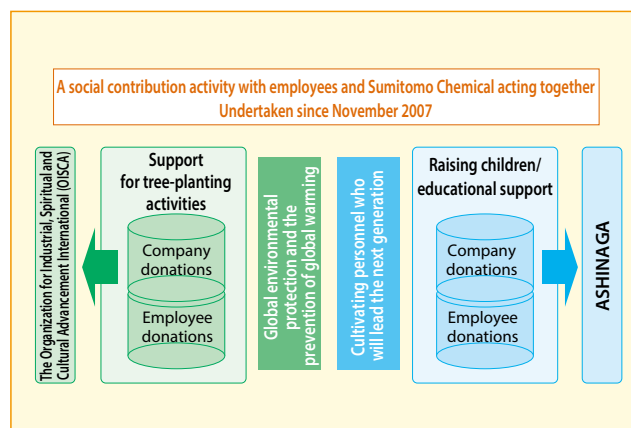 A social contribution activity with employees and Sumitomo Chemical acting together
Undertaken since November 2007
The Organization for Industrial, Spiritual and
Cultural Advancement International (OISCA)
Support
for tree-planting
activities
Company
donations
Employee
donations
Global environmental
protection and the
prevention of global warming
Cultivating personnel who
will lead the next generation
Raising children/
educational support
Company
donations
Employee
donations
ASHINAGA